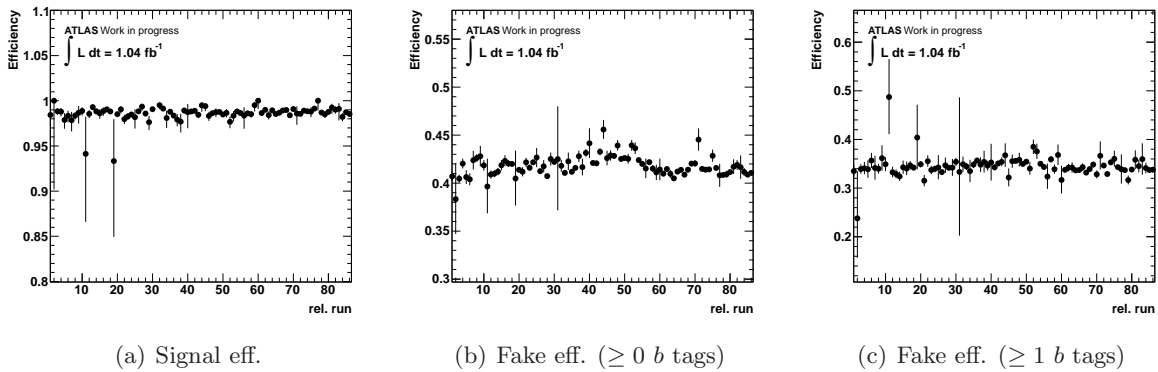 Efficiency
1.1
1.05
1
0.95
0.9
0.85
0.8
ATLAS Work in progress
∫ L dt = 1.04 fb⁻¹
10 20 30 40 50 60 70 80
rel. run
(a) Signal eff.
Efficiency
0.55
0.5
0.45
0.4
0.35
0.3
ATLAS Work in progress
∫ L dt = 1.04 fb⁻¹
10 20 30 40 50 60 70 80
rel. run
(b) Fake eff. (≥ 0 b tags)
Efficiency
0.6
0.5
0.4
0.3
0.2
ATLAS Work in progress
∫ L dt = 1.04 fb⁻¹
10 20 30 40 50 60 70 80
rel. run
(c) Fake eff. (≥ 1 b tags)